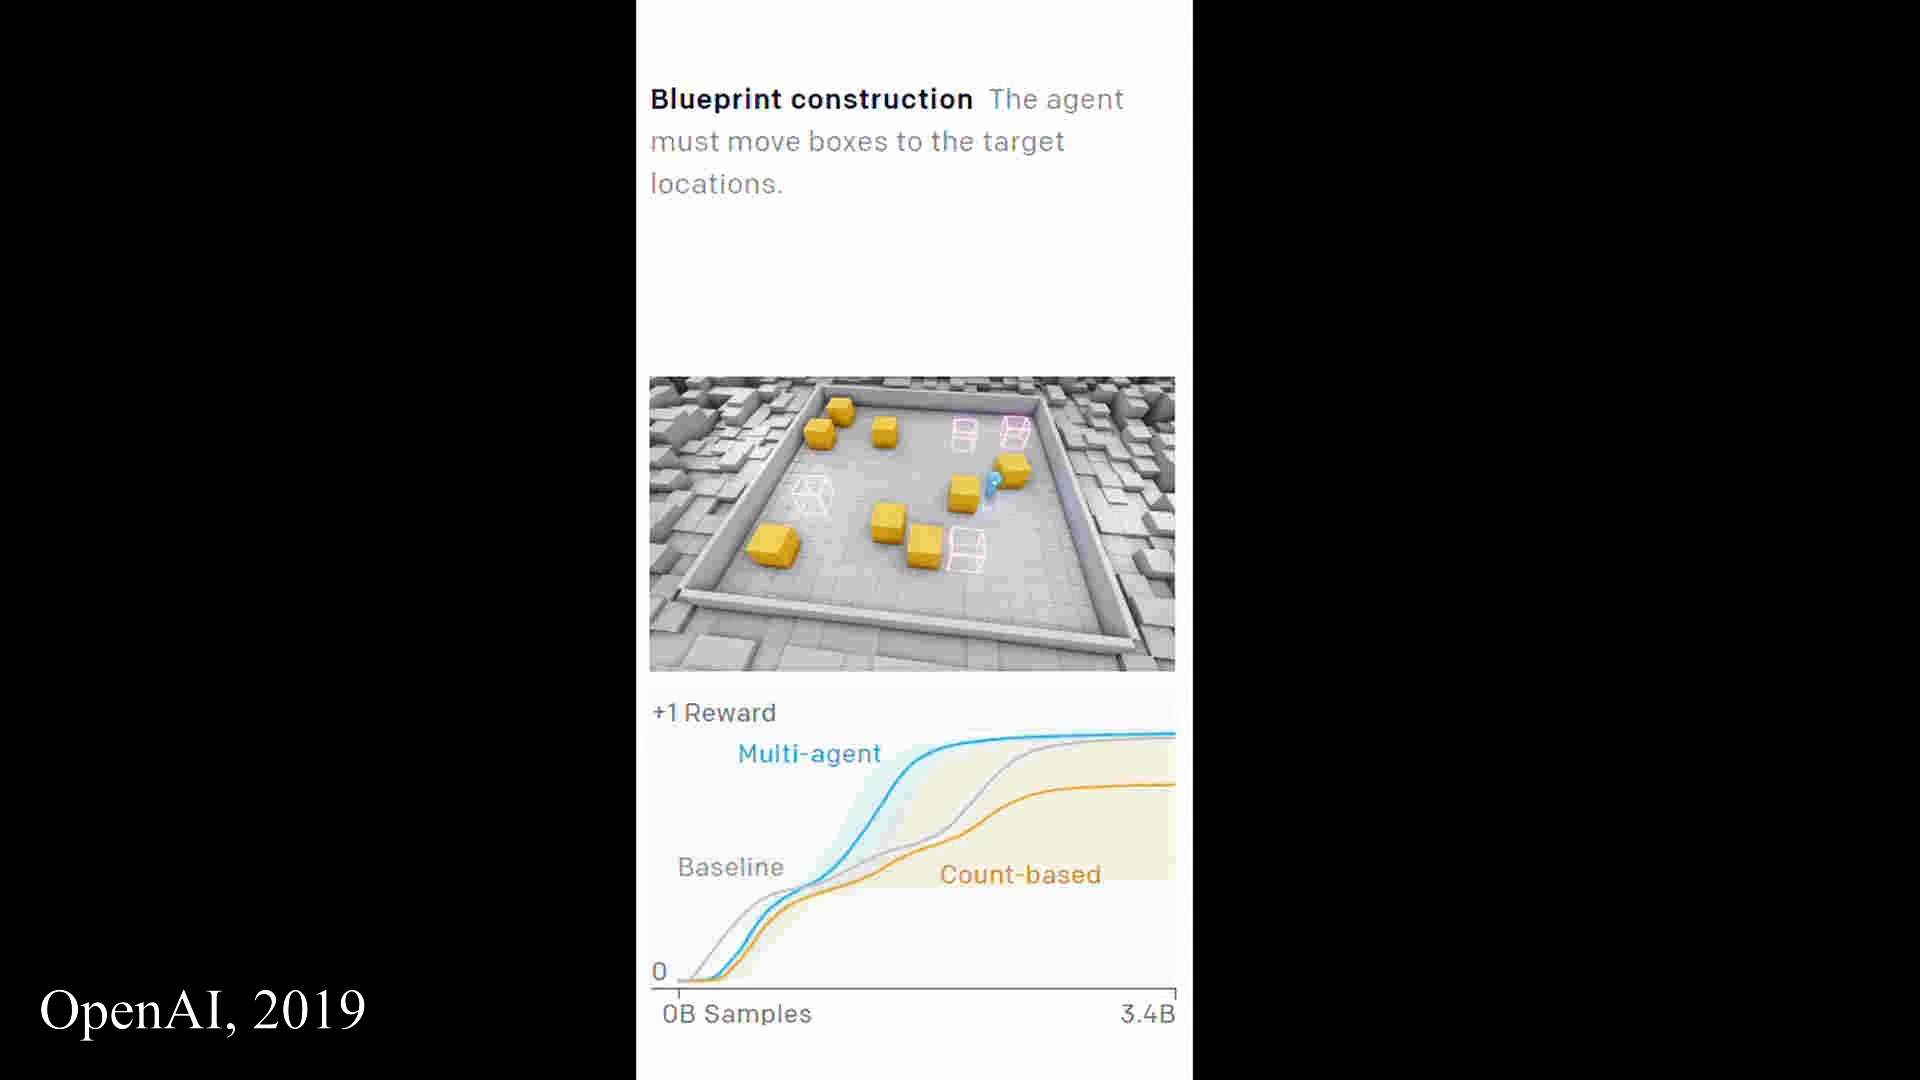 Blueprint construction The agent
must move boxes to the target
locations.
+1 Reward
Multi-agent
Baseline
Count-based
0
0B Samples
3.4B
OpenAI, 2019